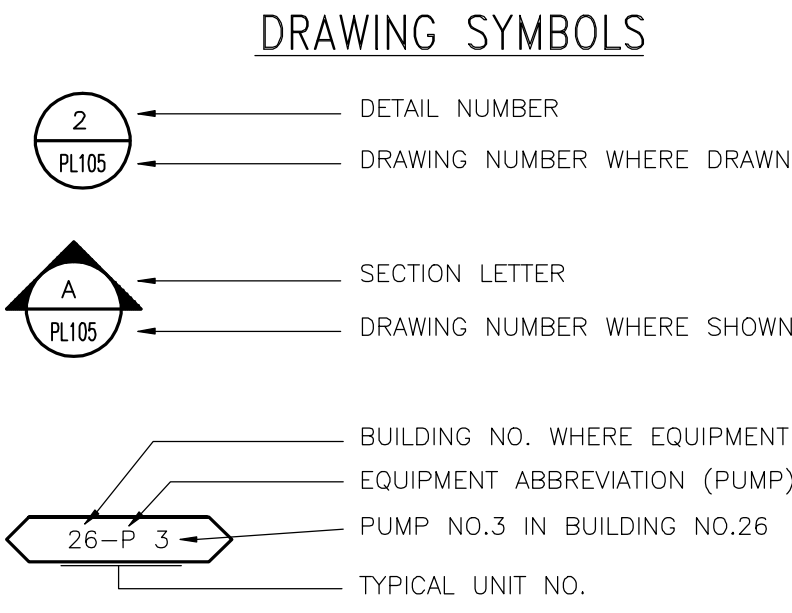 DRAWING SYMBOLS
2
DETAIL NUMBER
PL105
DRAWING NUMBER WHERE DRAWN
A
SECTION LETTER
PL105
DRAWING NUMBER WHERE SHOWN
BUILDING NO. WHERE EQUIPMENT
EQUIPMENT ABBREVIATION (PUMP)
26-P 3
PUMP NO.3 IN BUILDING NO.26
TYPICAL UNIT NO.